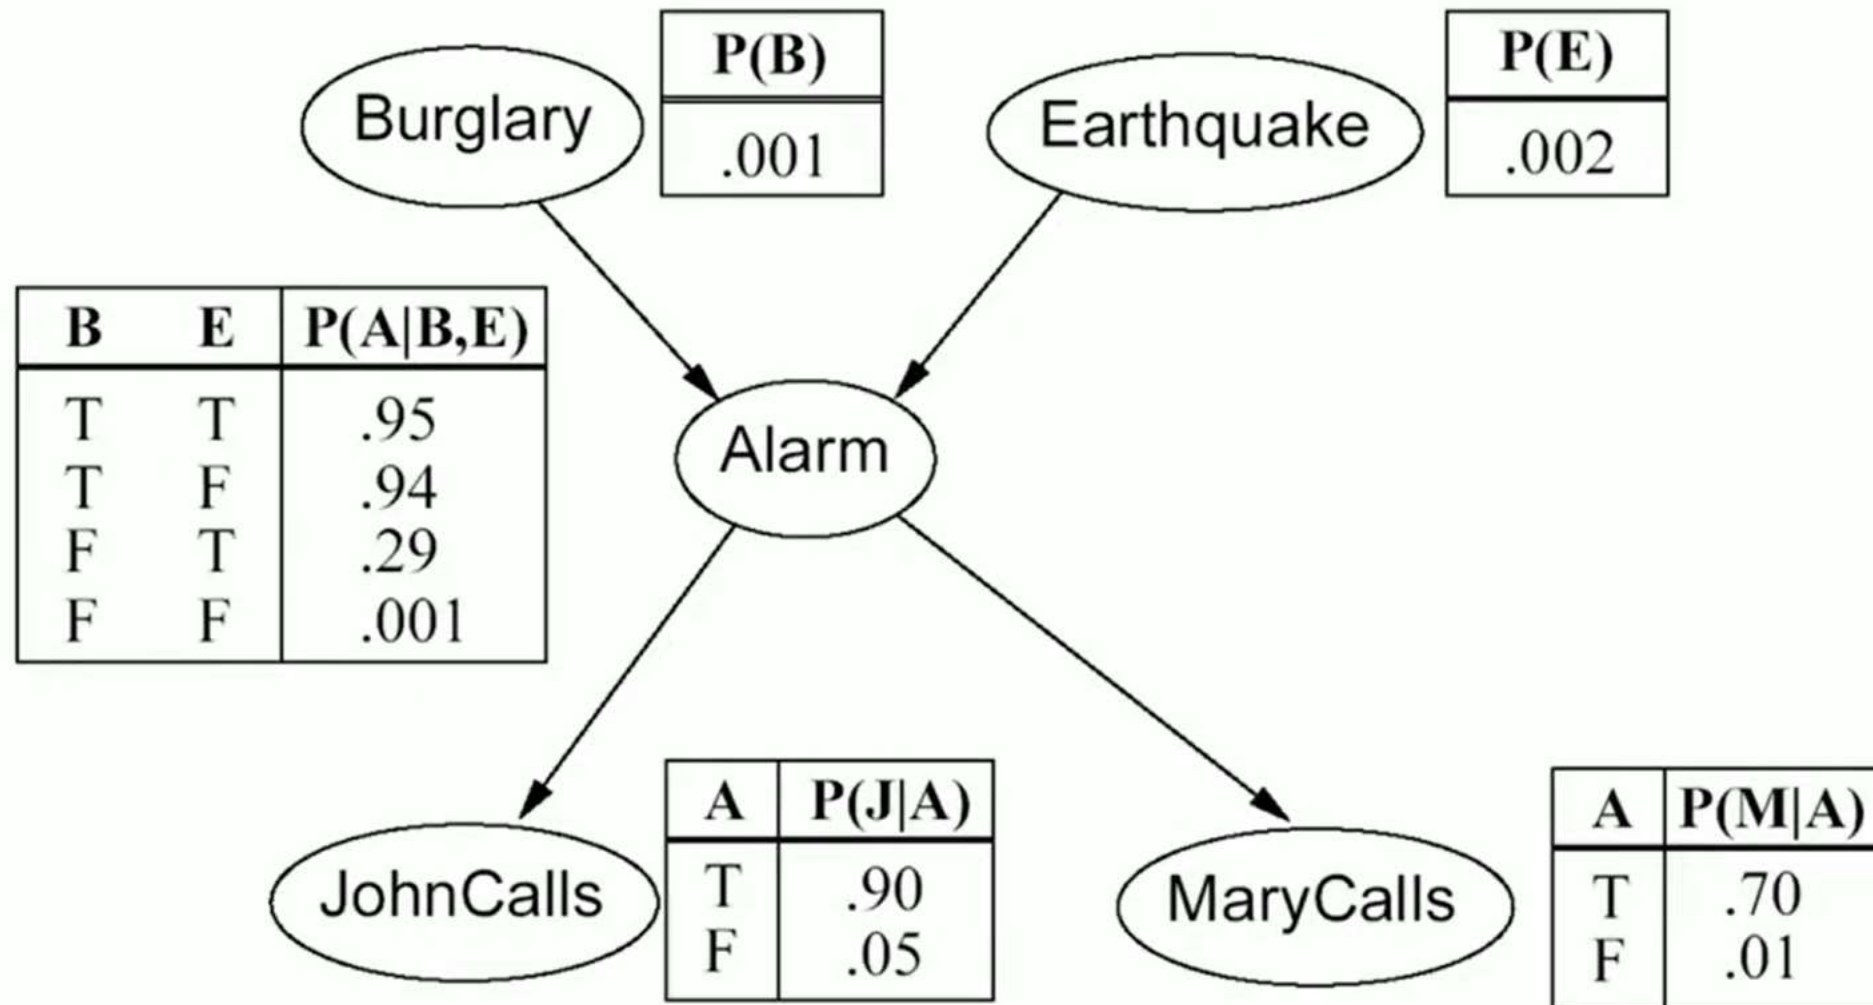 Burglary
P(B)
.001
Earthquake
P(E)
.002
B E P(A|B,E)
T T .95
T F .94
F T .29
F F .001
Alarm
JohnCalls
A P(J|A)
T .90
F .05
MaryCalls
A P(M|A)
T .70
F .01